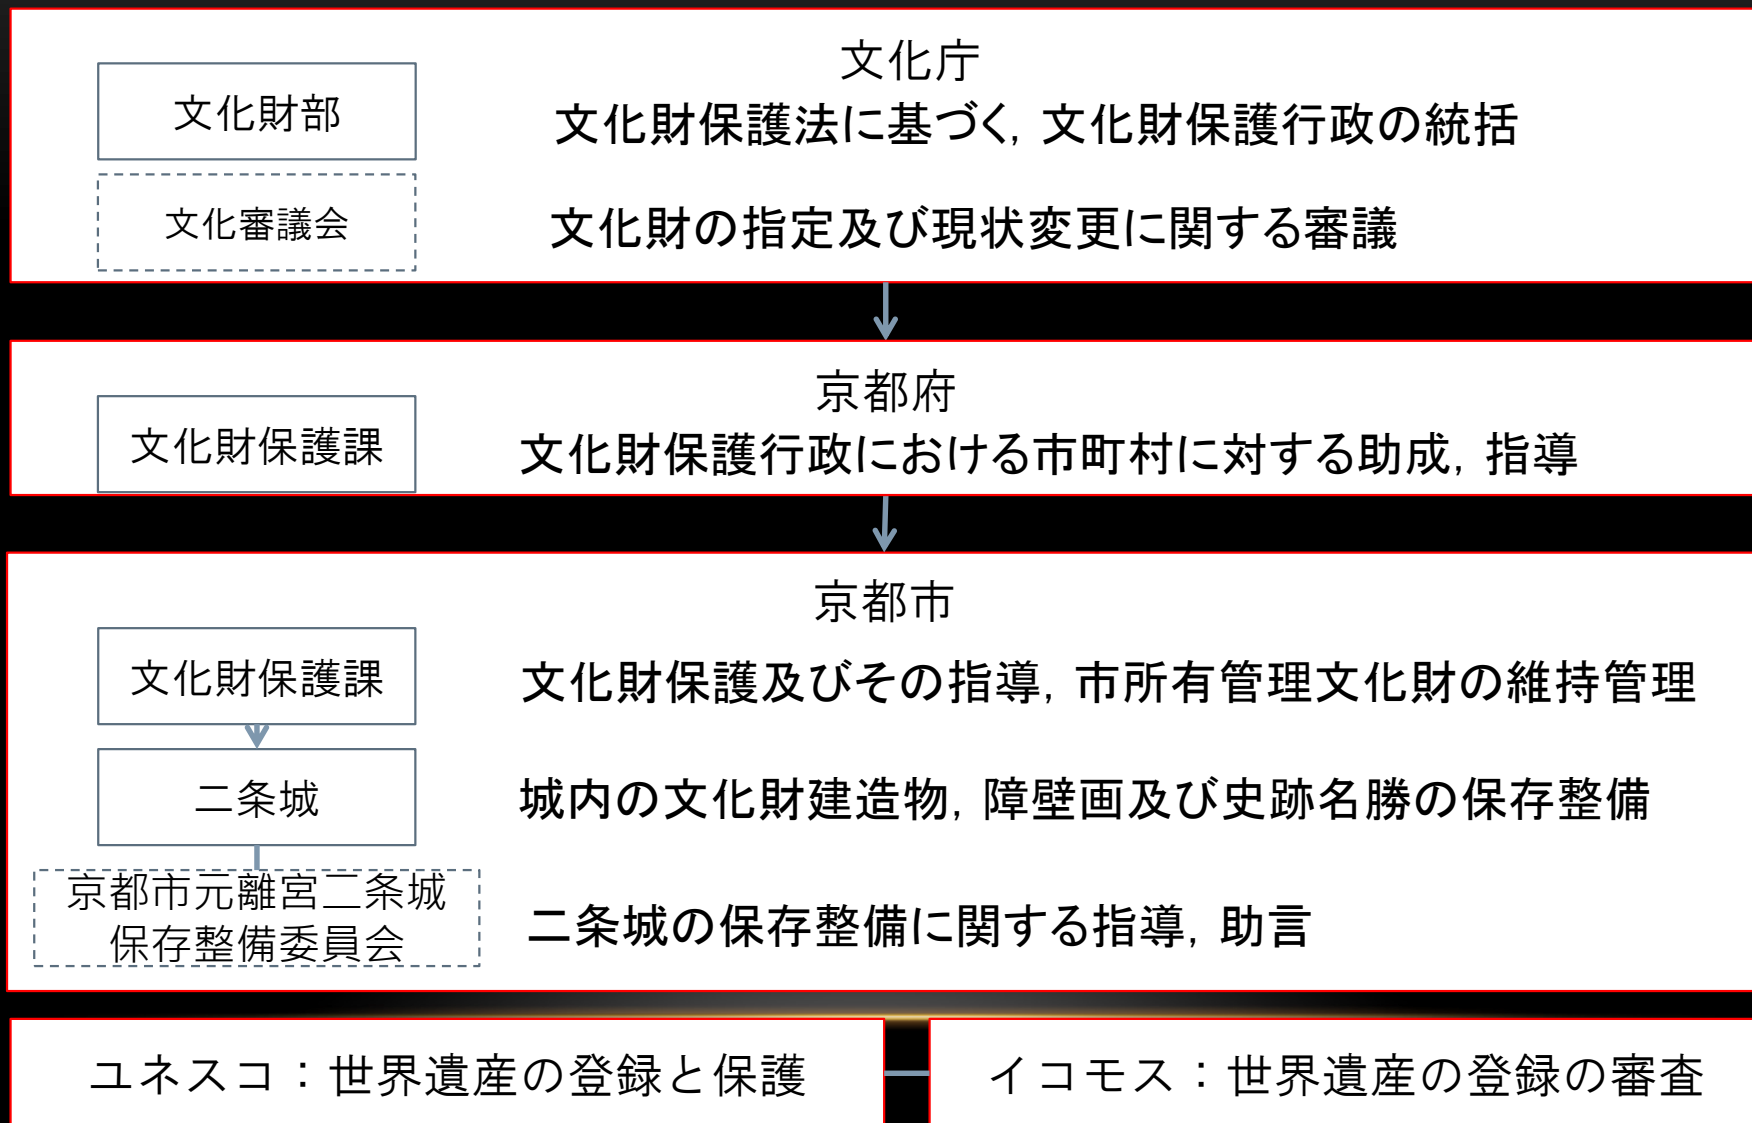 文化庁
文化財部
文化財保護法に基づく，文化財保護行政の統括
文化審議会
文化財の指定及び現状変更に関する審議
京都府
文化財保護課
文化財保護行政における市町村に対する助成，指導
京都市
文化財保護課
文化財保護及びその指導，市所有管理文化財の維持管理
二条城
城内の文化財建造物，障壁画及び史跡名勝の保存整備
京都市元離宮二条城
保存整備委員会
二条城の保存整備に関する指導，助言
ユネスコ：世界遺産の登録と保護
イコモス：世界遺産の登録の審査